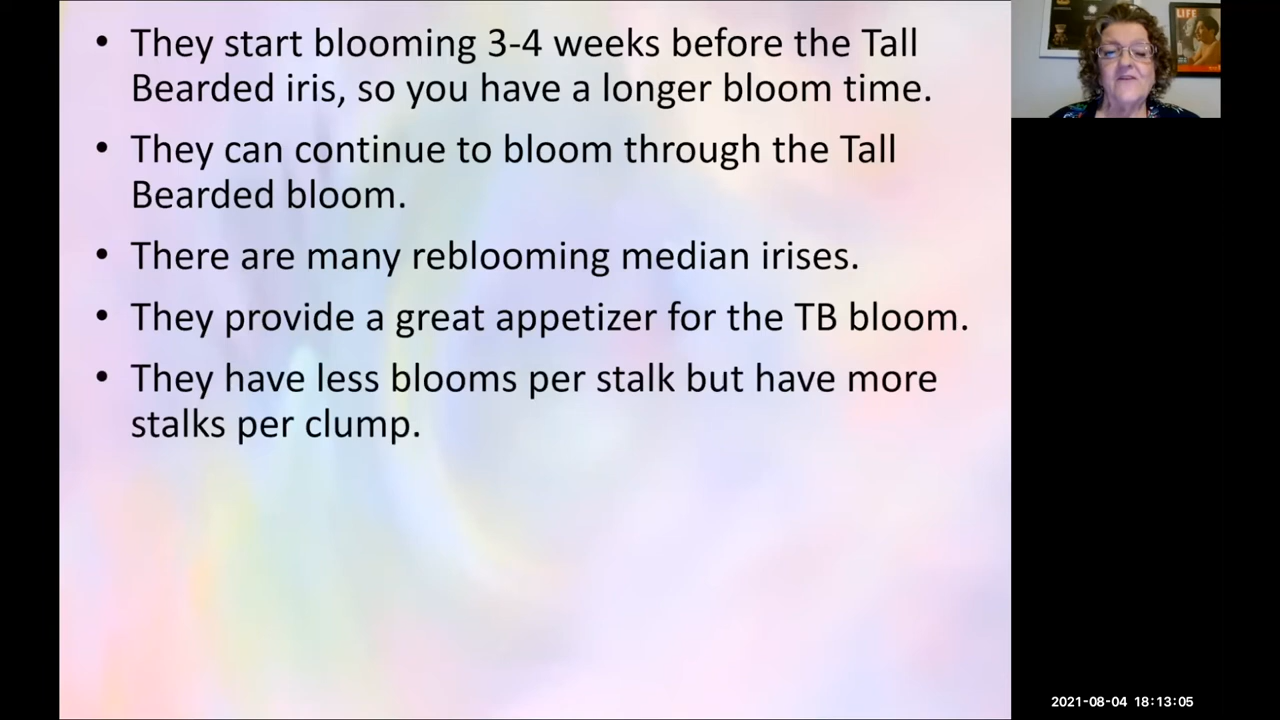 • They start blooming 3-4 weeks before the Tall
Bearded iris, so you have a longer bloom time.
• They can continue to bloom through the Tall
Bearded bloom.
• There are many reblooming median irises.
• They provide a great appetizer for the TB bloom.
• They have less blooms per stalk but have more
stalks per clump.
LIFE
2021-08-04 18:13:05